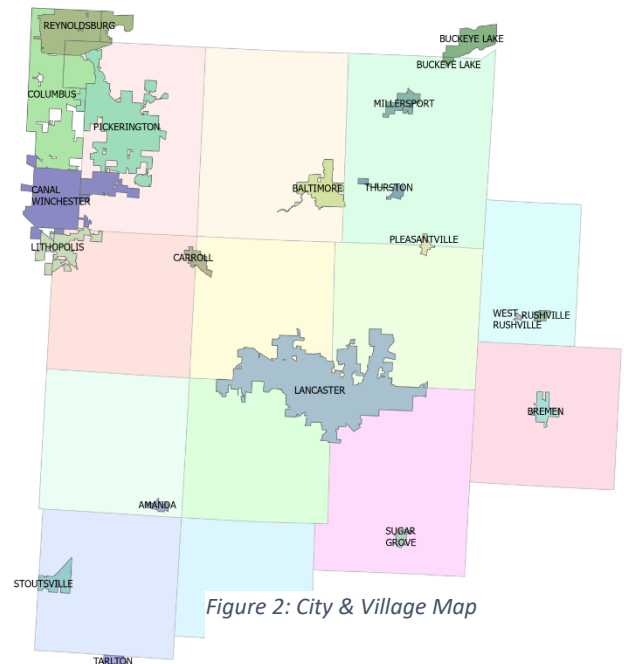 REYNOLDSBURG
BUCKEYE LAKE
BUCKEYE LAKE
COLUMBUS
MILLERSPORT
PICKERINGTON
CANAL
WINCHESTER
BALTIMORE
THURSTON
LITHOPOLIS
PLEASANTVILLE
CARROLL
WEST RUSHVILLE
RUSHVILLE
LANCASTER
BREMEN
AMANDA
SUGAR
GROVE
STOUTSVILLE
Figure 2: City & Village Map
TARLTON